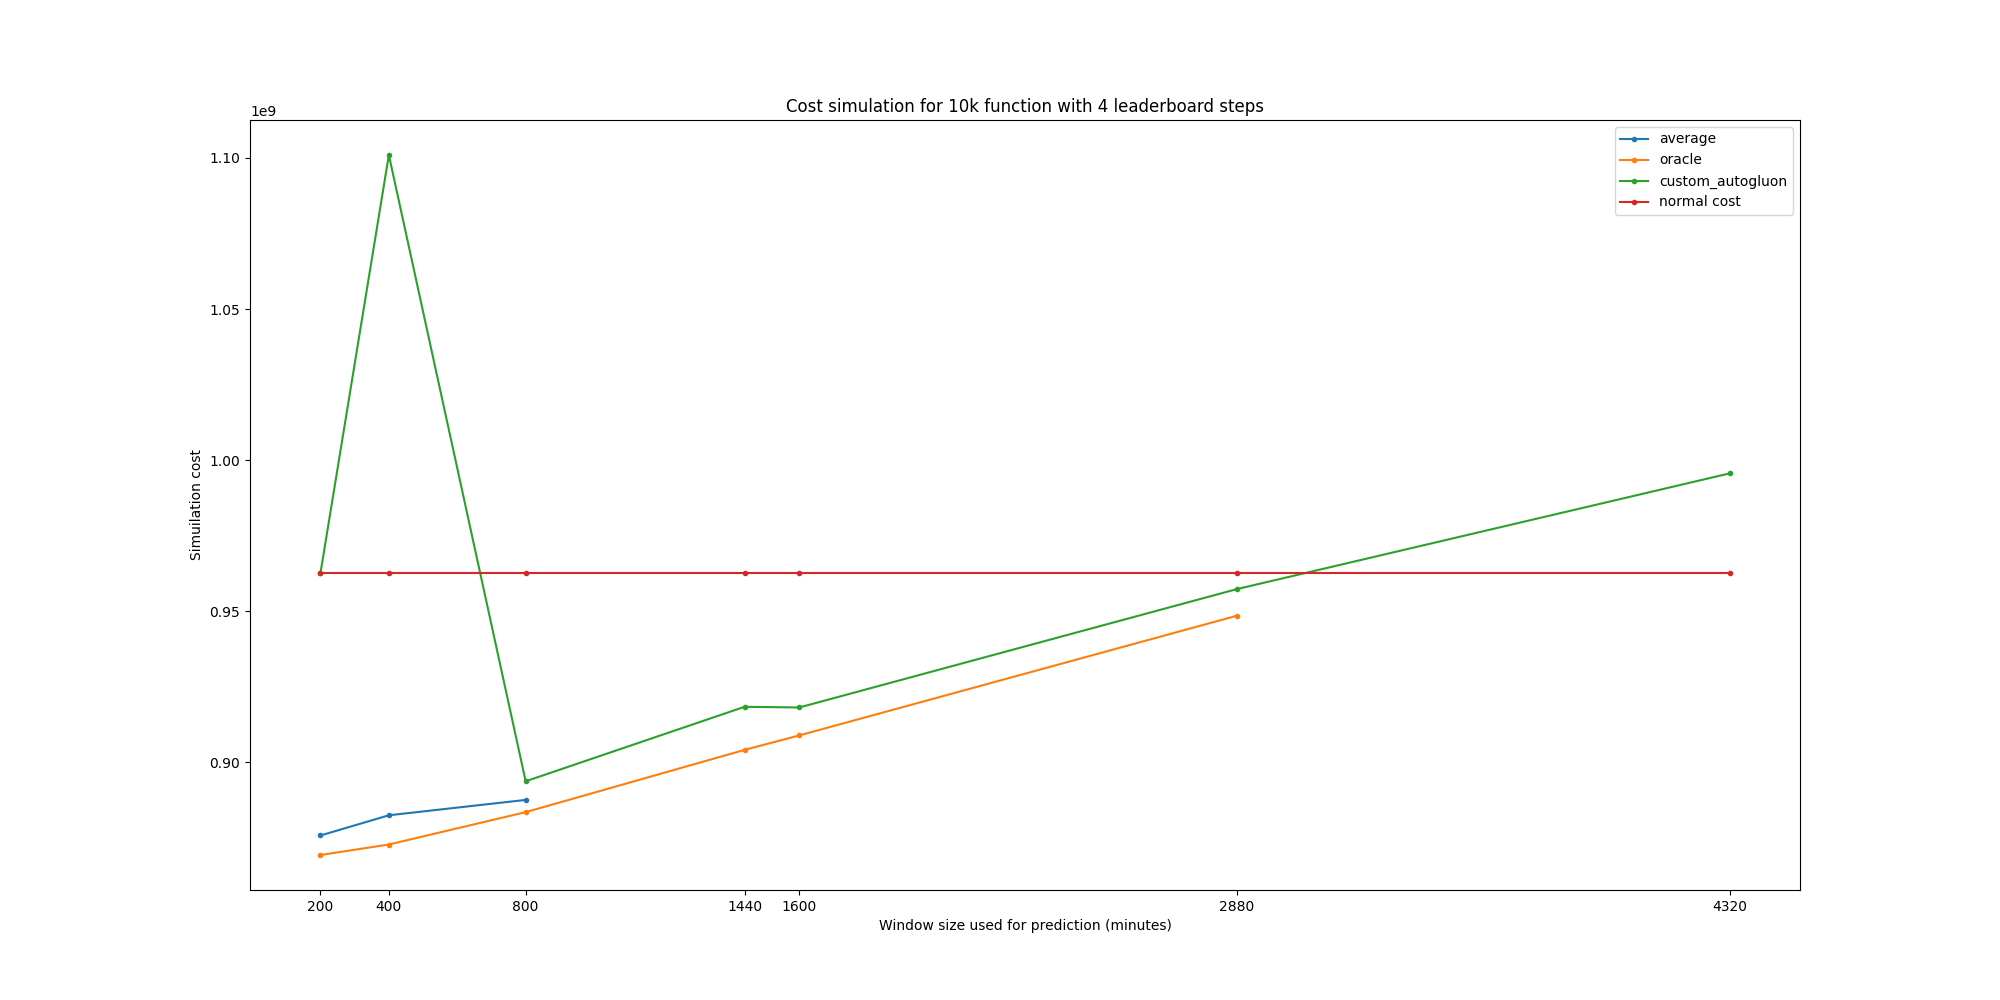 Cost simulation for 10k function with 4 leaderboard steps
1e9
average
oracle
custom_autogluon
normal cost
1.10
1.05
1.00
0.95
0.90
Simuilation cost
200 400 800 1440 1600 2880 4320
Window size used for prediction (minutes)